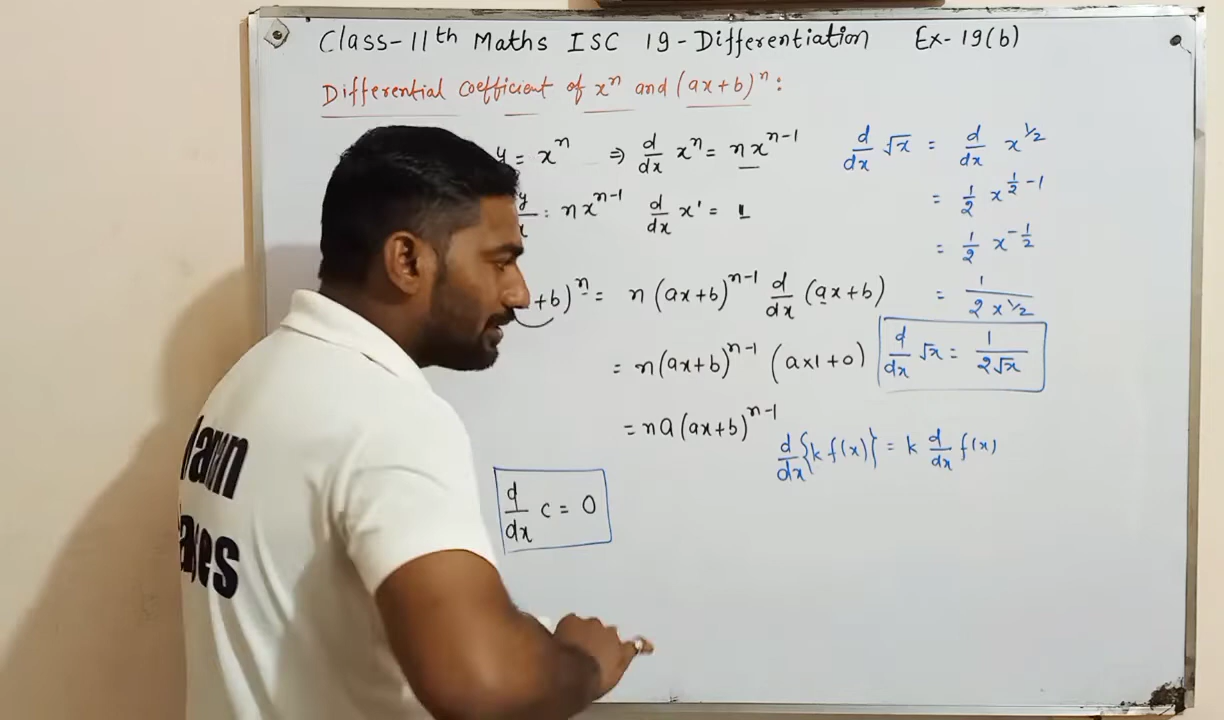 Class-11th Maths ISC 19-Differentiation Ex-19(b)
Differential coefficient of xⁿ and (ax+b)ⁿ:
y = xⁿ ⇒ d/dx xⁿ = nxⁿ⁻¹
y/x : nxⁿ⁻¹ d/dx x' = 1
+b)ⁿ = n(ax+b)ⁿ⁻¹ d/dx (ax+b)
= n(ax+b)ⁿ⁻¹ (a×1+0)
= na(ax+b)ⁿ⁻¹
d/dx c = 0
d/dx √x = d/dx x^1/2
= 1/2 x^(1/2 -1)
= 1/2 x^(-1/2)
= 1/(2 x^1/2)
d/dx √x = 1/(2√x)
d/dx {k f(x)} = k d/dx f(x)